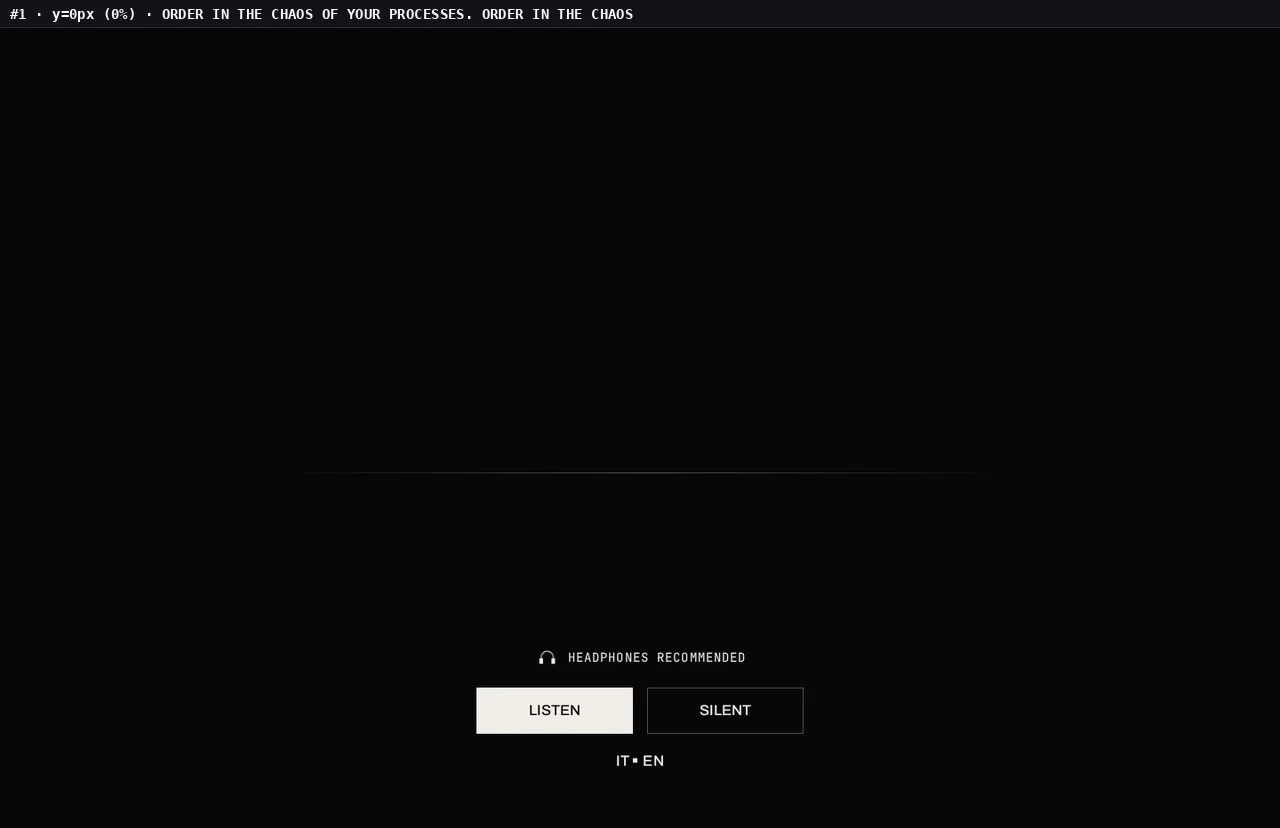 #1 · y=0px (0%) · ORDER IN THE CHAOS OF YOUR PROCESSES. ORDER IN THE CHAOS
HEADPHONES RECOMMENDED
LISTEN SILENT
IT▪EN